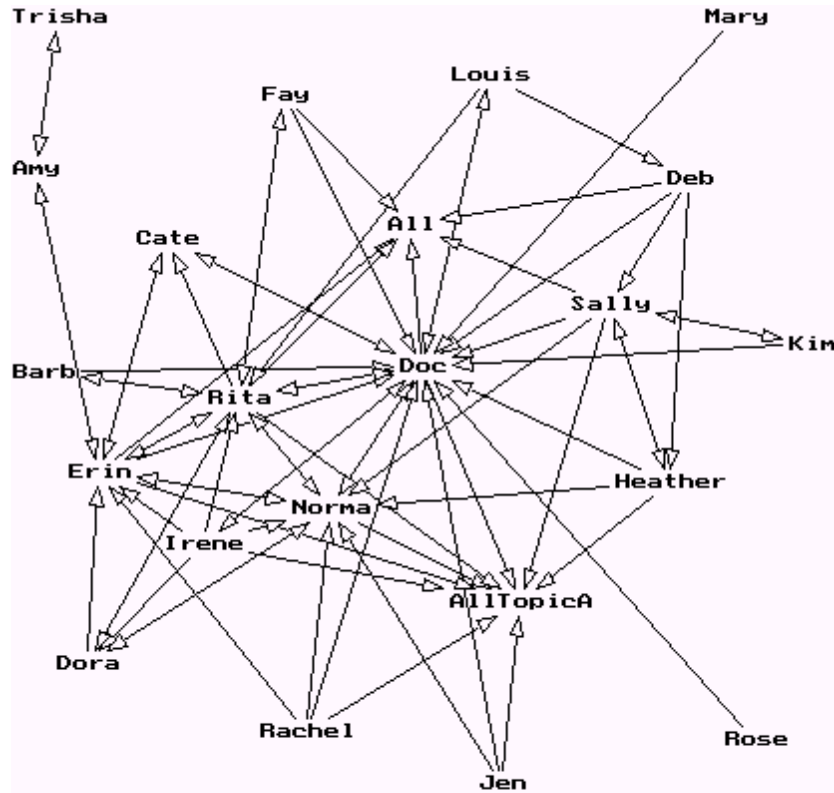 Trisha
Mary
Louis
Fay
Amy
Deb
All
Cate
Sally
Kim
Doc
Barb
Rita
Erin
Heather
Norma
Irene
AllTopicA
Dora
Rachel
Rose
Jen